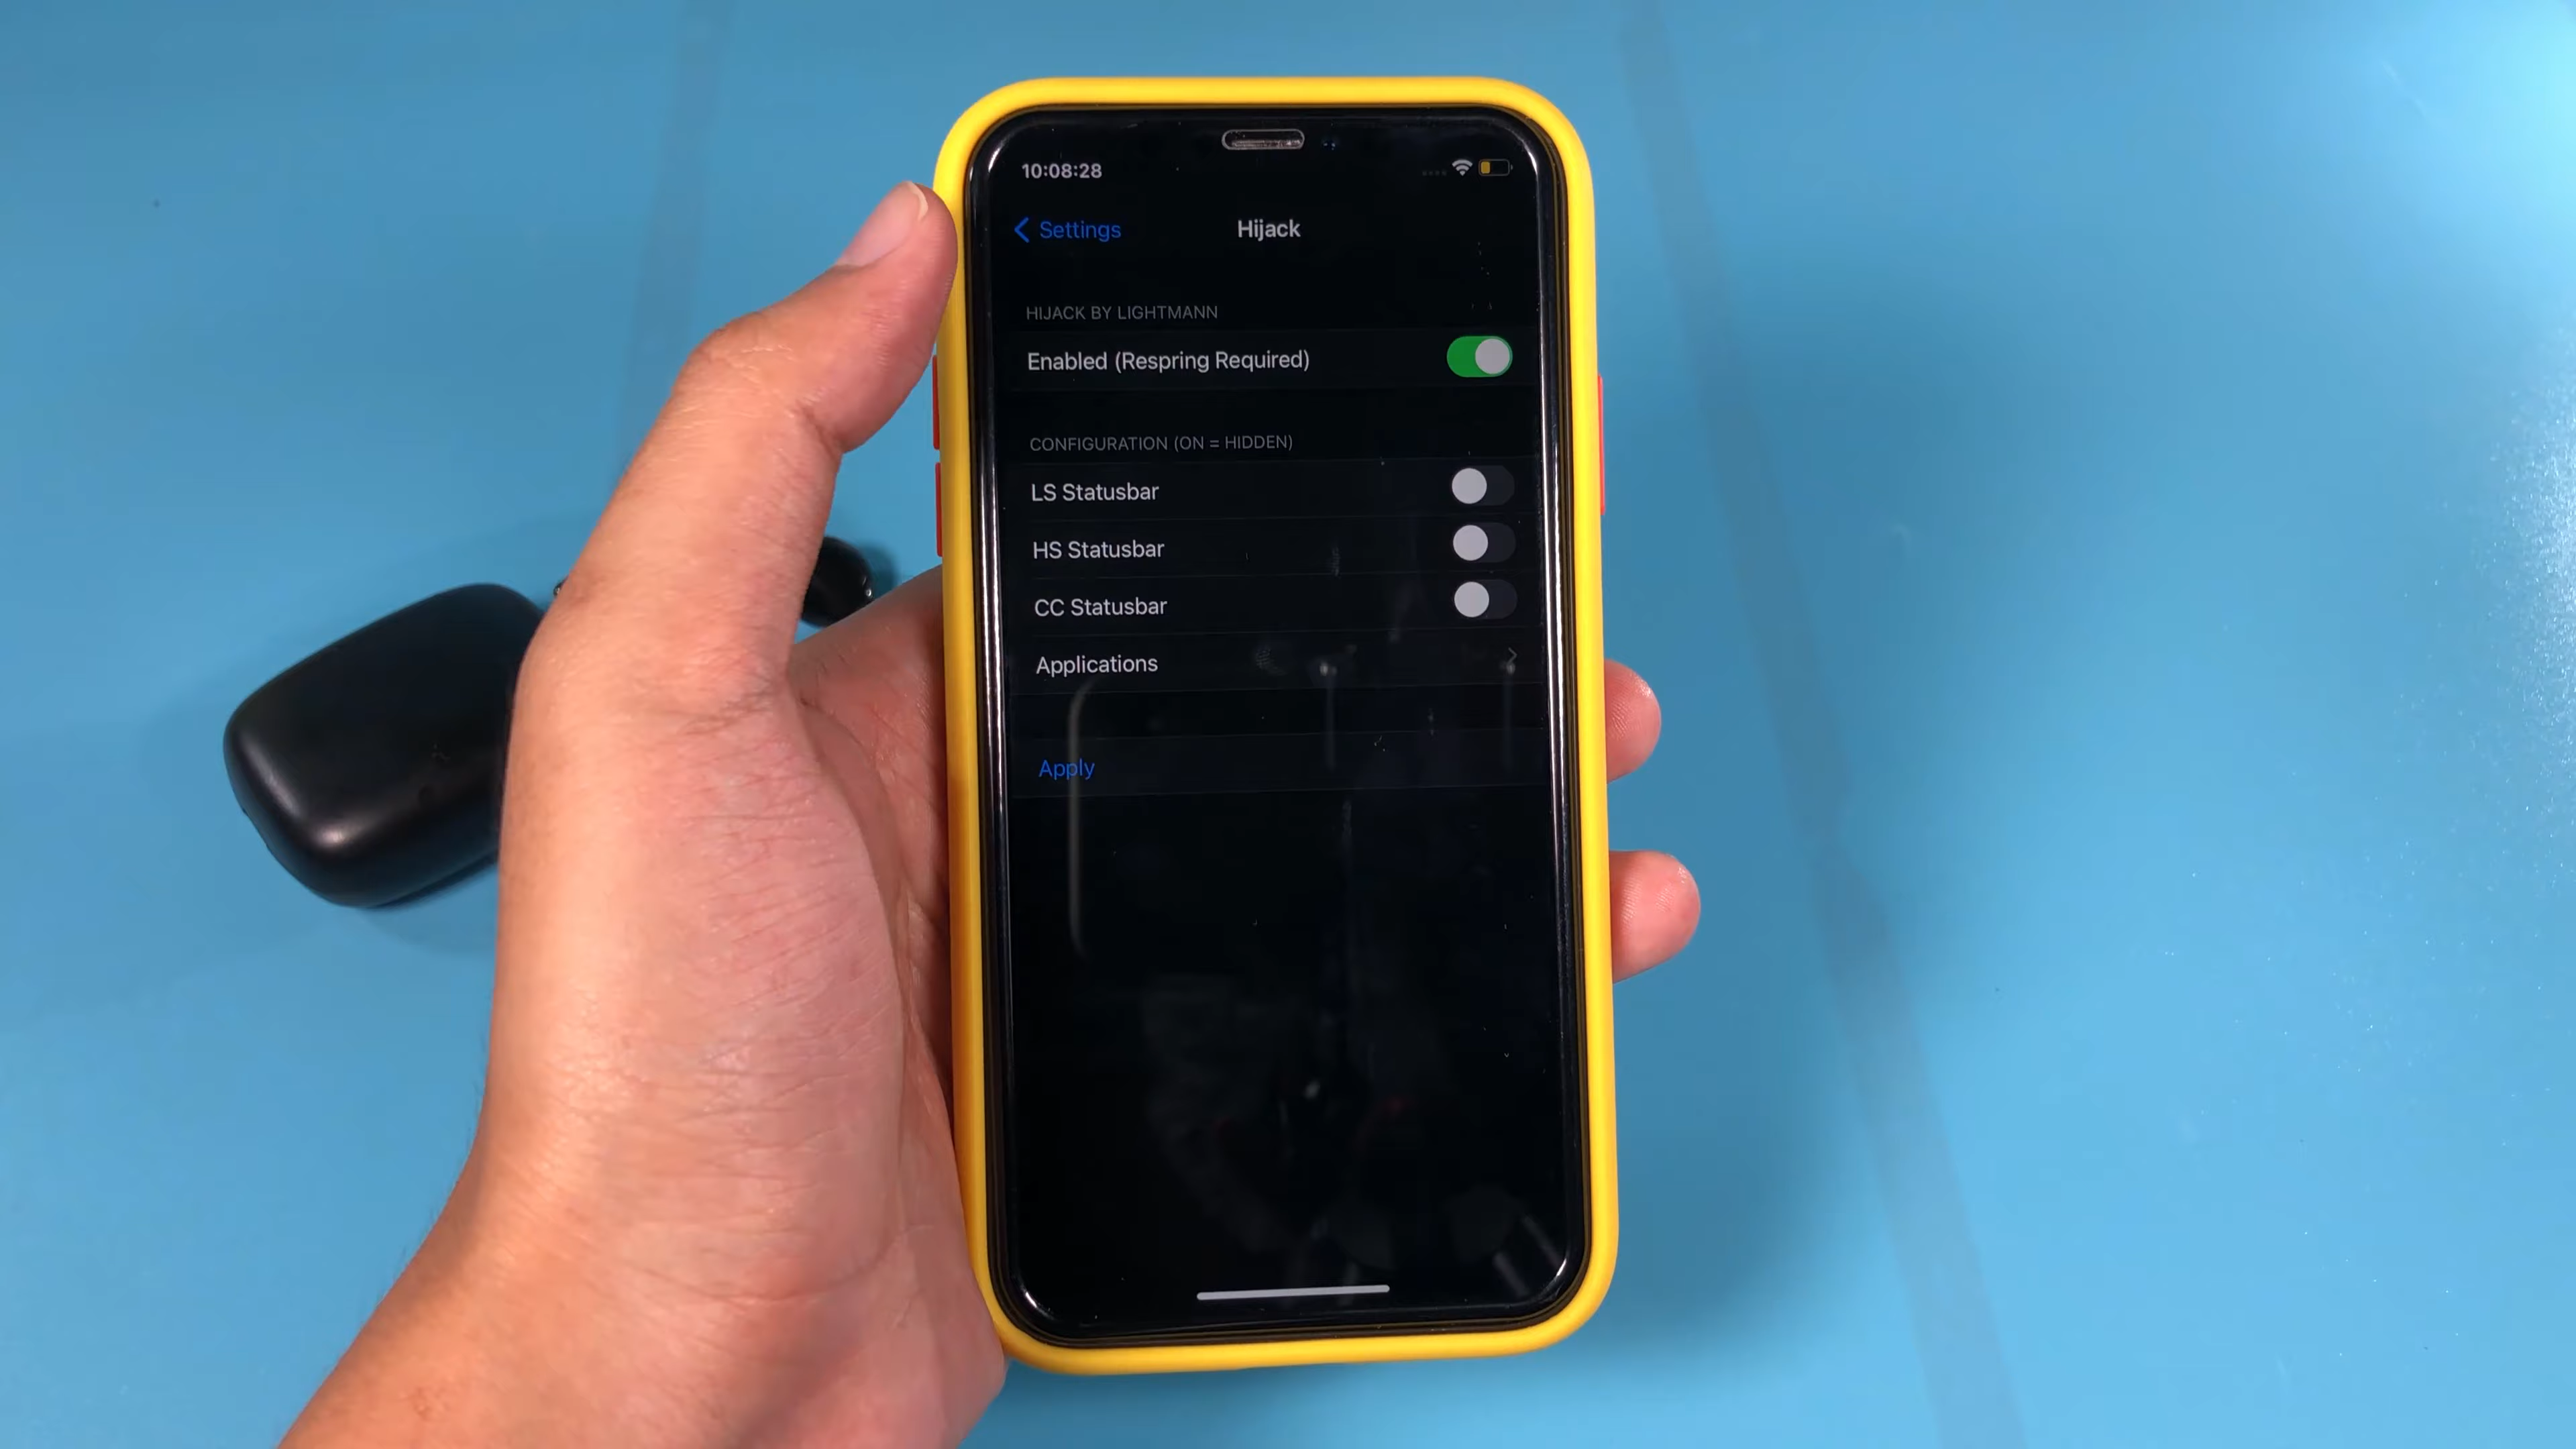 10:08:28
Settings
Hijack
HIJACK BY LIGHTMANN
Enabled (Respring Required)
CONFIGURATION (ON = HIDDEN)
LS Statusbar
HS Statusbar
CC Statusbar
Applications
Apply